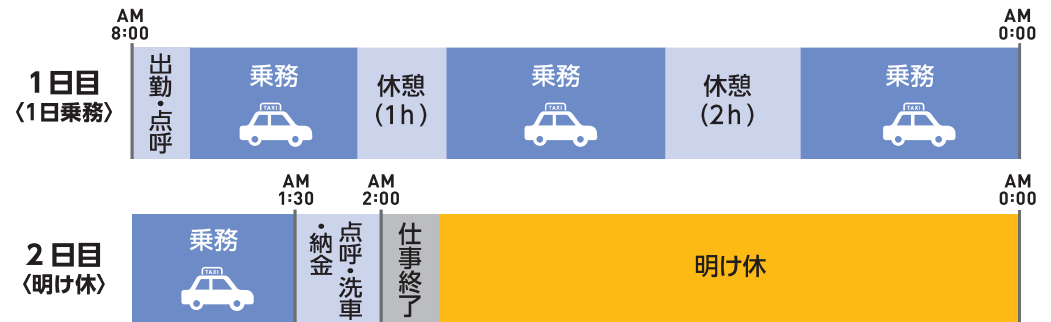 AM
8:00
AM
0:00
1日目
〈1日乗務〉
出勤・点呼
乗務
TAXI
休憩
(1h)
乗務
TAXI
休憩
(2h)
乗務
TAXI
AM
1:30
AM
2:00
AM
0:00
2日目
〈明け休〉
乗務
TAXI
点呼・洗車
・納金
仕事終了
明け休